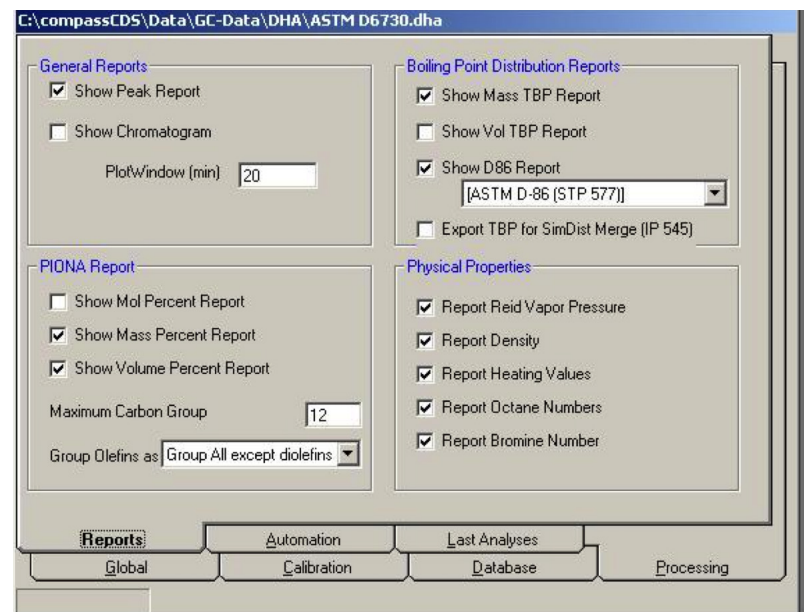 C:\compassCDS\Data\GC-Data\DHA\ASTM D6730.dha
General Reports
Show Peak Report
Show Chromatogram
PlotWindow (min) 20
Boiling Point Distribution Reports
Show Mass TBP Report
Show Vol TBP Report
Show D86 Report
[ASTM D-86 (STP 577)]
Export TBP for SimDist Merge (IP 545)
PIONA Report
Show Mol Percent Report
Show Mass Percent Report
Show Volume Percent Report
Maximum Carbon Group 12
Group Olefins as Group All except diolefins
Physical Properties
Report Reid Vapor Pressure
Report Density
Report Heating Values
Report Octane Numbers
Report Bromine Number
Reports Automation Last Analyses
Global Calibration Database Processing